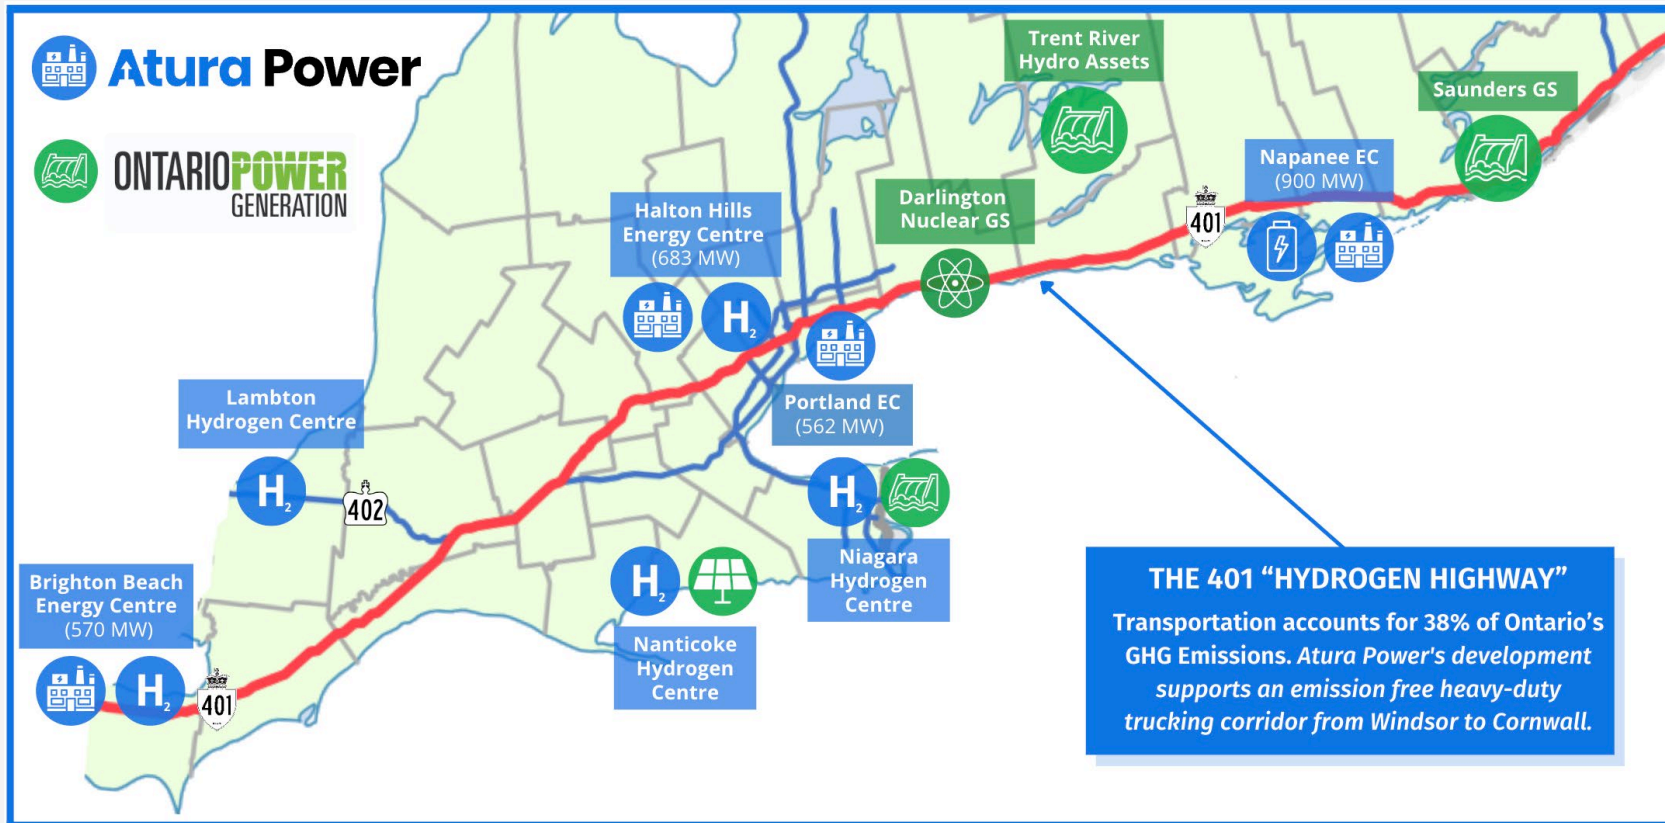 Atura Power
ONTARIOPOWER
GENERATION
Trent River
Hydro Assets
Saunders GS
Napanee EC
(900 MW)
Darlington
Nuclear GS
401
Halton Hills
Energy Centre
(683 MW)
H2
Portland EC
(562 MW)
Lambton
Hydrogen Centre
H2
402
H2
Niagara
Hydrogen
Centre
H2
Nanticoke
Hydrogen
Centre
Brighton Beach
Energy Centre
(570 MW)
H2
401
THE 401 “HYDROGEN HIGHWAY”
Transportation accounts for 38% of Ontario’s
GHG Emissions. Atura Power's development
supports an emission free heavy-duty
trucking corridor from Windsor to Cornwall.